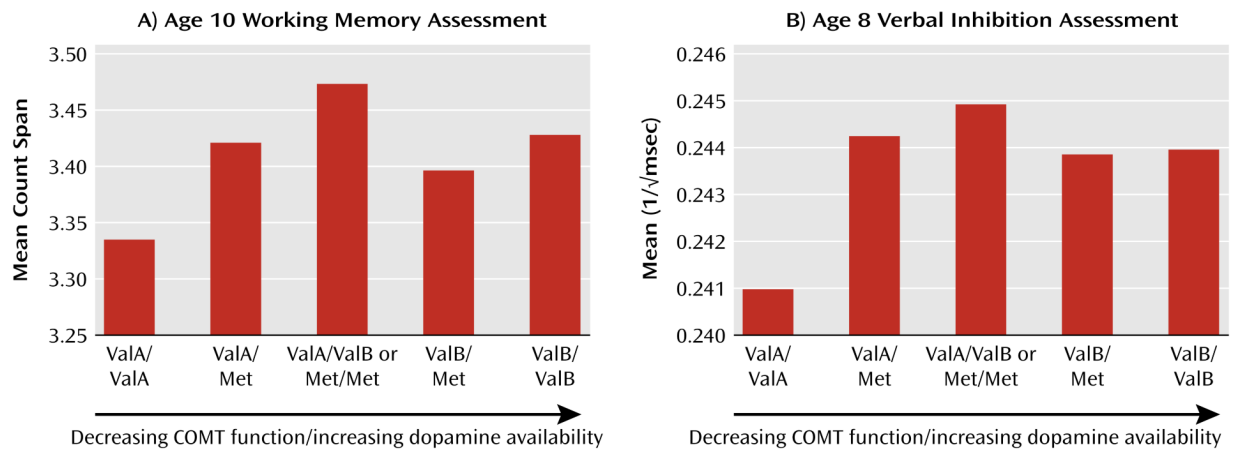 A) Age 10 Working Memory Assessment
Mean Count Span
3.50
3.45
3.40
3.35
3.30
3.25
ValA/
ValA
ValA/
Met
ValA/ValB or
Met/Met
ValB/
Met
ValB/
ValB
Decreasing COMT function/increasing dopamine availability
B) Age 8 Verbal Inhibition Assessment
Mean (1/√msec)
0.246
0.245
0.244
0.243
0.242
0.241
0.240
ValA/
ValA
ValA/
Met
ValA/ValB or
Met/Met
ValB/
Met
ValB/
ValB
Decreasing COMT function/increasing dopamine availability